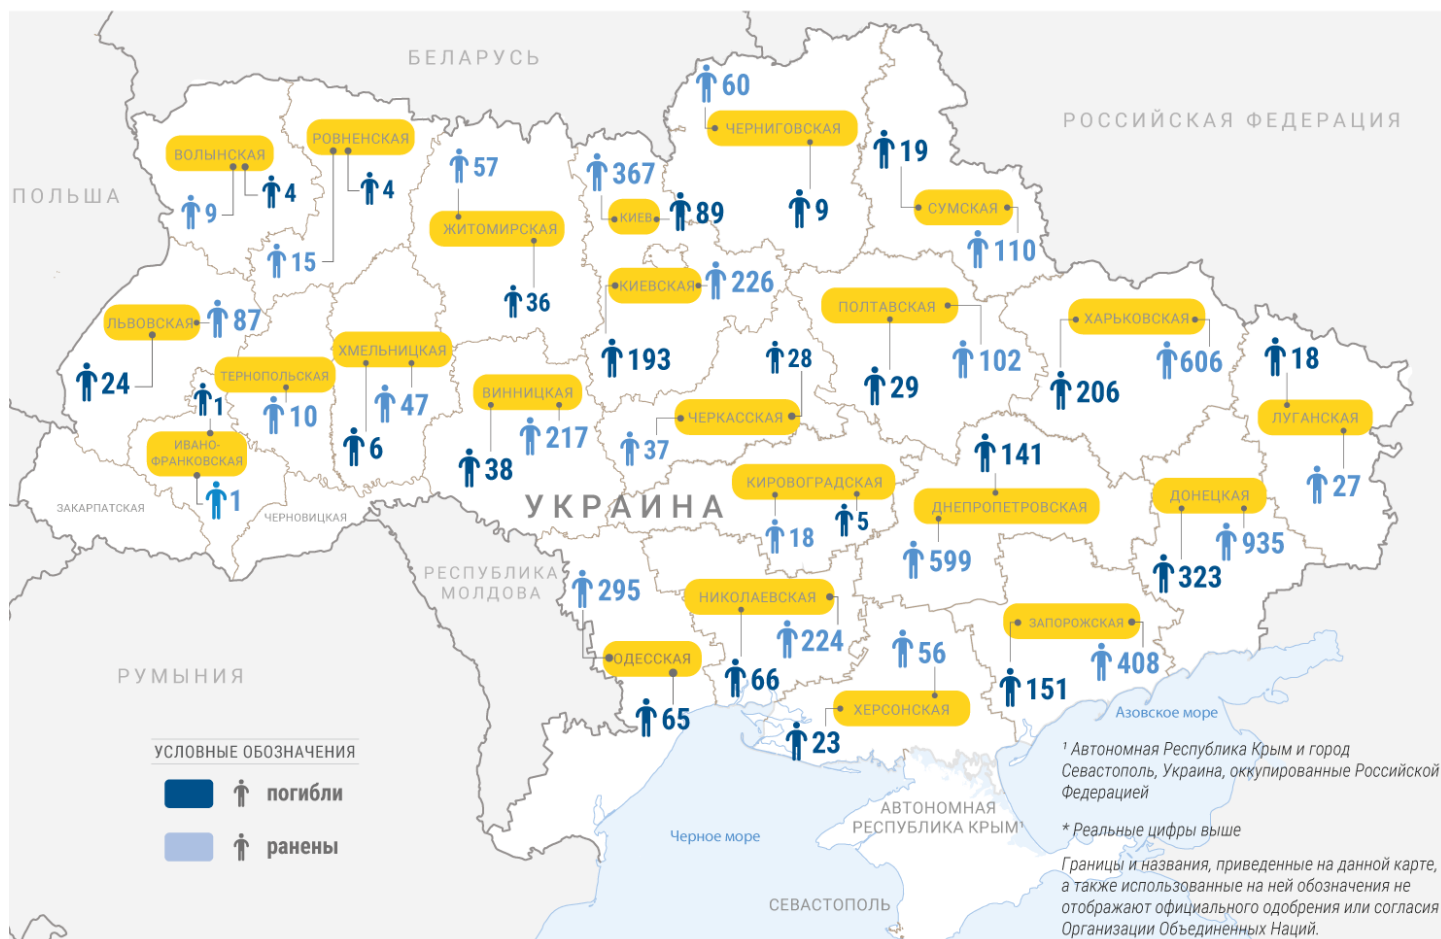 БЕЛАРУСЬ
РОССИЙСКАЯ ФЕДЕРАЦИЯ
ПОЛЬША
60
ЧЕРНИГОВСКАЯ
9
РОВНЕНСКАЯ
4
15
ВОЛЫНСКАЯ
4
9
57
ЖИТОМИРСКАЯ
36
367
КИЕВ
89
19
СУМСКАЯ
110
КИЕВСКАЯ
226
193
ПОЛТАВСКАЯ
29
102
ХАРЬКОВСКАЯ
206
606
18
ЛУГАНСКАЯ
27
ЛЬВОВСКАЯ
87
24
ХМЕЛЬНИЦКАЯ
6
47
ТЕРНОПОЛЬСКАЯ
10
ВИННИЦКАЯ
38
217
28
ЧЕРКАССКАЯ
37
1
ИВАНО-
ФРАНКОВСКАЯ
1
ЗАКАРПАТСКАЯ
ЧЕРНОВИЦКАЯ
УКРАИНА
КИРОВОГРАДСКАЯ
18
5
141
ДНЕПРОПЕТРОВСКАЯ
599
ДОНЕЦКАЯ
935
323
РЕСПУБЛИКА
МОЛДОВА
295
ОДЕССКАЯ
65
НИКОЛАЕВСКАЯ
224
66
56
ХЕРСОНСКАЯ
23
ЗАПОРОЖСКАЯ
151
408
РУМЫНИЯ
Азовское море
Черное море
АВТОНОМНАЯ
РЕСПУБЛИКА КРЫМ¹
СЕВАСТОПОЛЬ
УСЛОВНЫЕ ОБОЗНАЧЕНИЯ
погибли
ранены
¹ Автономная Республика Крым и город
Севастополь, Украина, оккупированные Российской
Федерацией
* Реальные цифры выше
Границы и названия, приведенные на данной карте,
а также использованные на ней обозначения не
отображают официального одобрения или согласия
Организации Объединенных Наций.